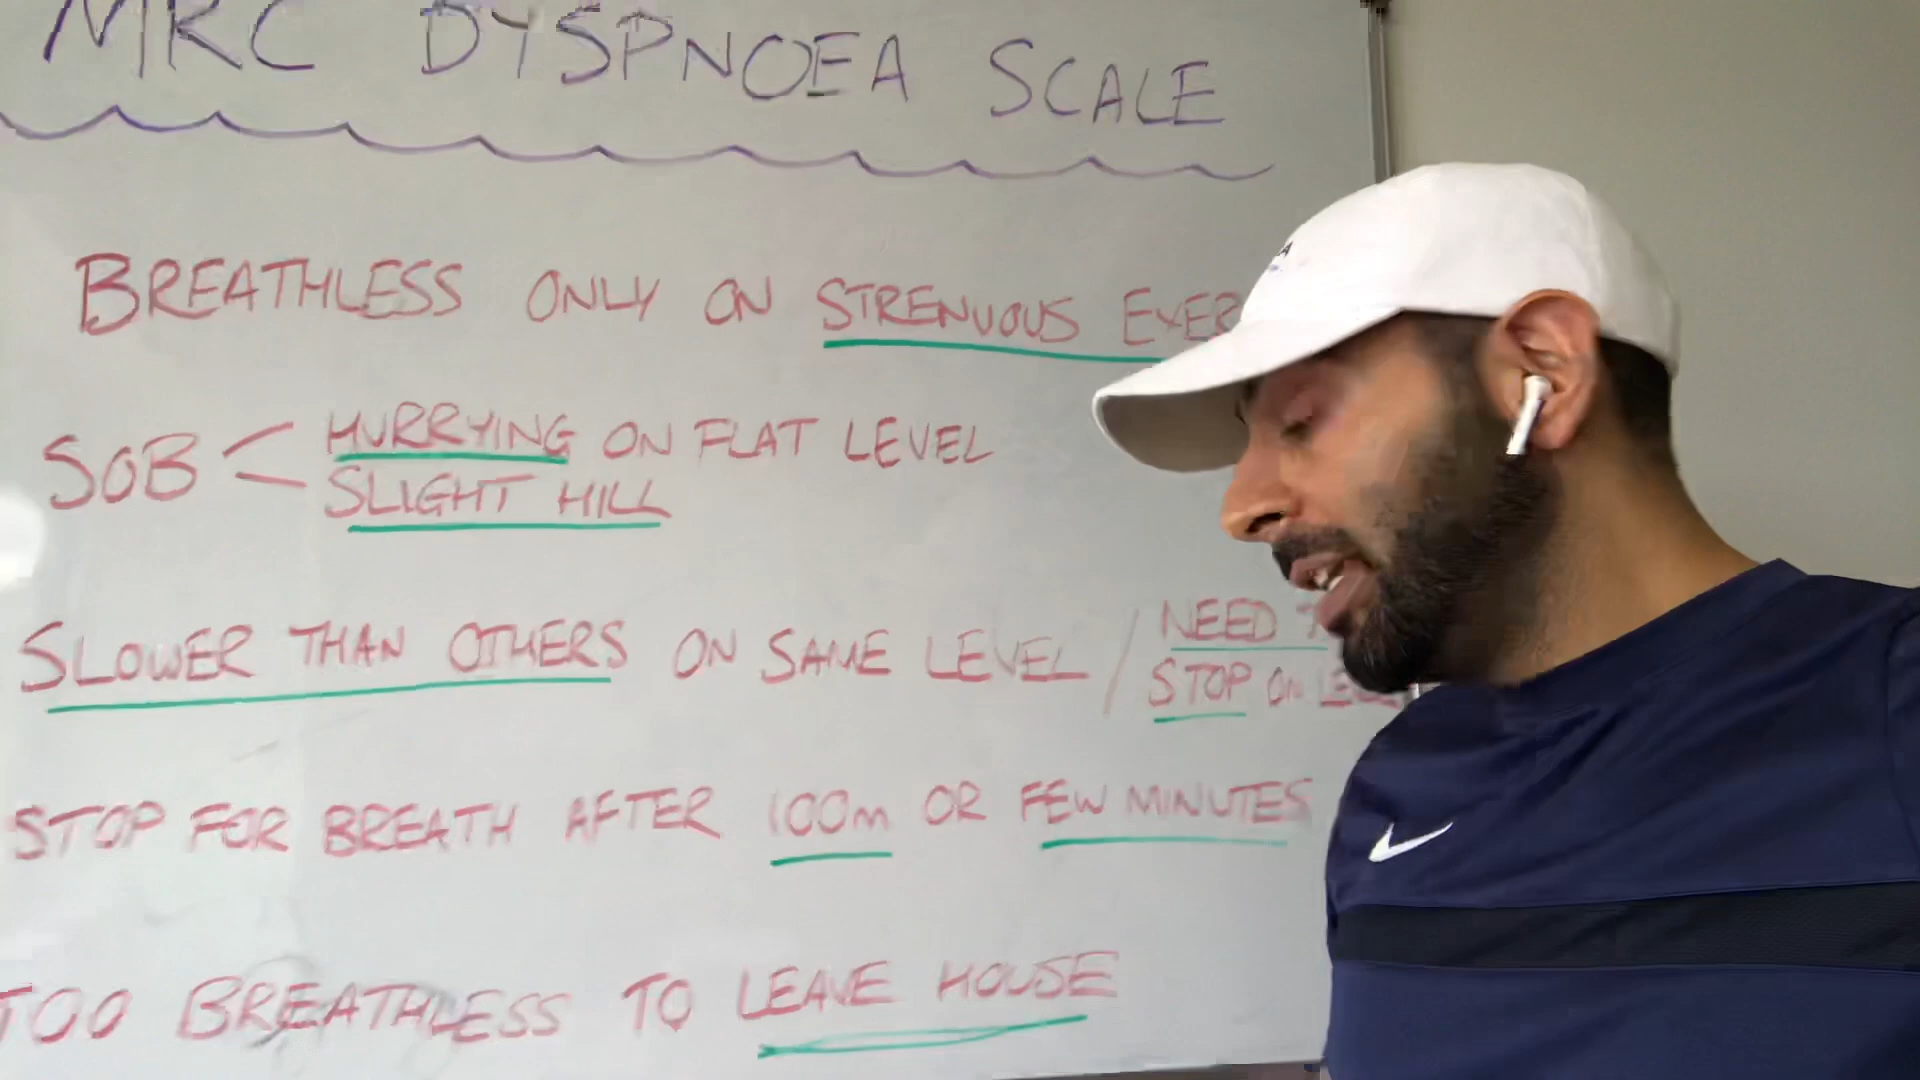 MRC DYSPNOEA SCALE
BREATHLESS ONLY ON STRENUOUS EXER
SOB < HURRYING ON FLAT LEVEL
SLIGHT HILL
SLOWER THAN OTHERS ON SAME LEVEL /
NEED
STOP ON
STOP FOR BREATH AFTER 100m OR FEW MINUTES
TOO BREATHLESS TO LEAVE HOUSE